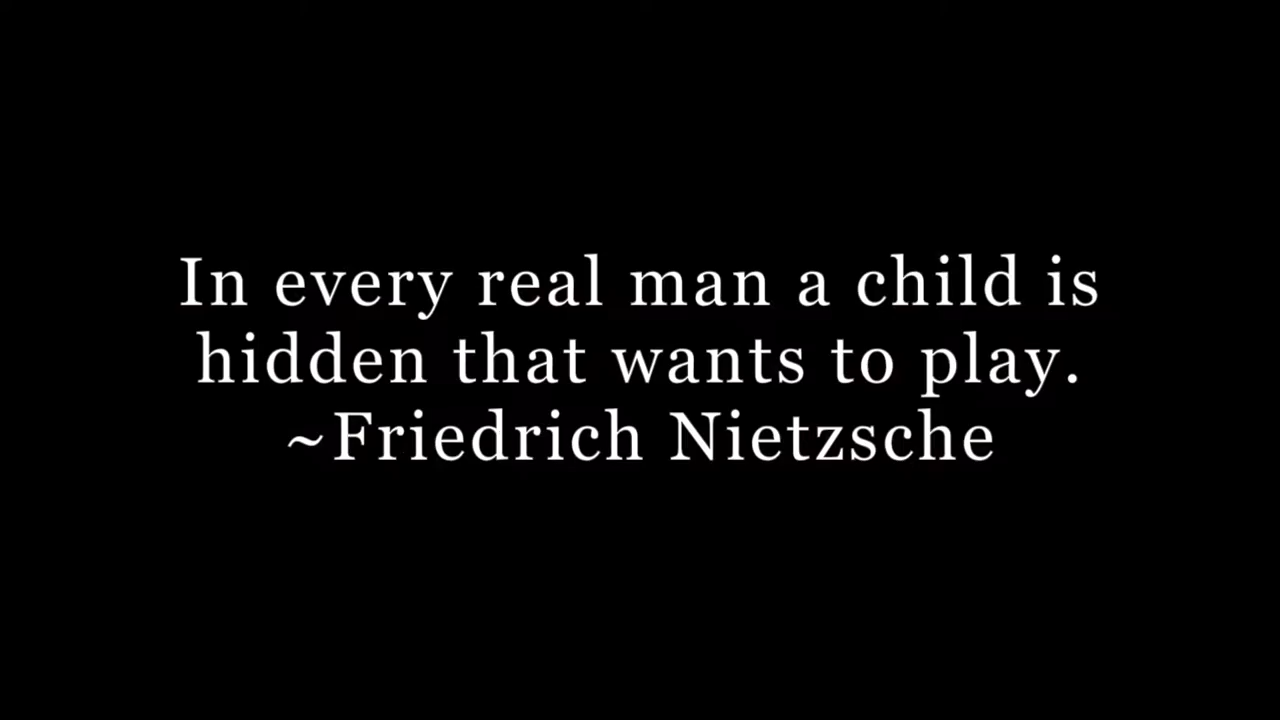 In every real man a child is
hidden that wants to play.
~Friedrich Nietzsche